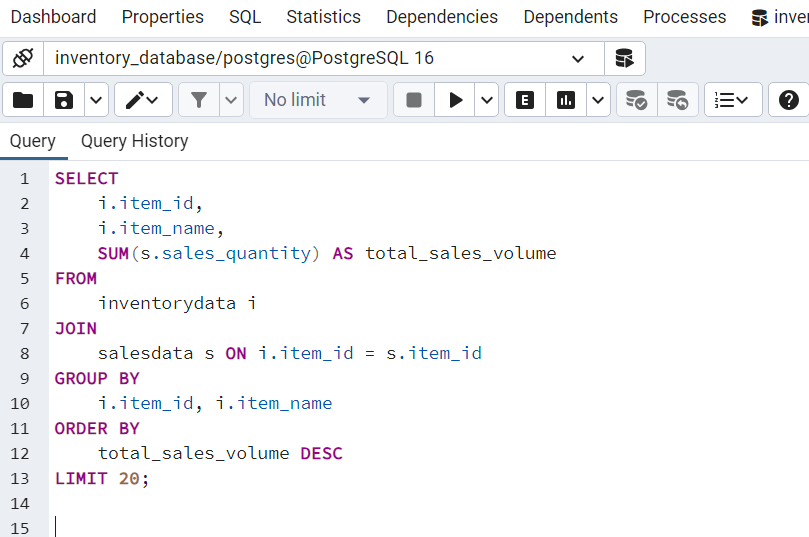 Dashboard Properties SQL Statistics Dependencies Dependents Processes
inventory_database/postgres@PostgreSQL 16
No limit E
Query Query History
1 SELECT
2 i.item_id,
3 i.item_name,
4 SUM(s.sales_quantity) AS total_sales_volume
5 FROM
6 inventorydata i
7 JOIN
8 salesdata s ON i.item_id = s.item_id
9 GROUP BY
10 i.item_id, i.item_name
11 ORDER BY
12 total_sales_volume DESC
13 LIMIT 20;
14
15